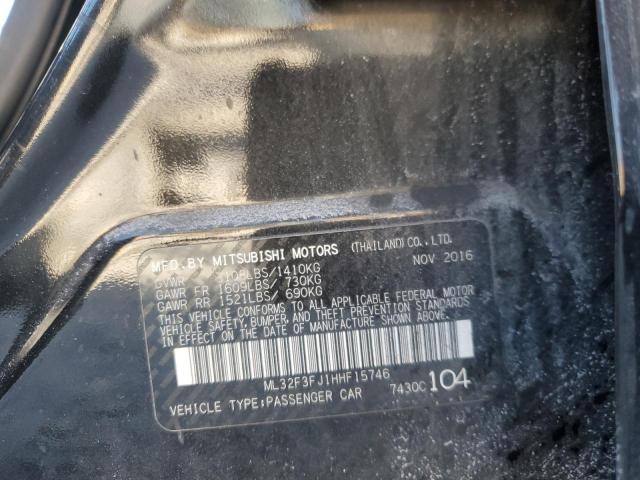 MFD.BY MITSUBISHI MOTORS (THAILAND)CO.,LTD.
NOV 2016
GVWR 3108LBS/1410KG
GAWR FR 1609LBS/ 730KG
GAWR RR 1521LBS/ 690KG
THIS VEHICLE CONFORMS TO ALL APPLICABLE FEDERAL MOTOR
VEHICLE SAFETY, BUMPER, AND THEFT PREVENTION STANDARDS
IN EFFECT ON THE DATE OF MANUFACTURE SHOWN ABOVE.
ML32F3FJ1HHF15746
VEHICLE TYPE:PASSENGER CAR 7430C 104